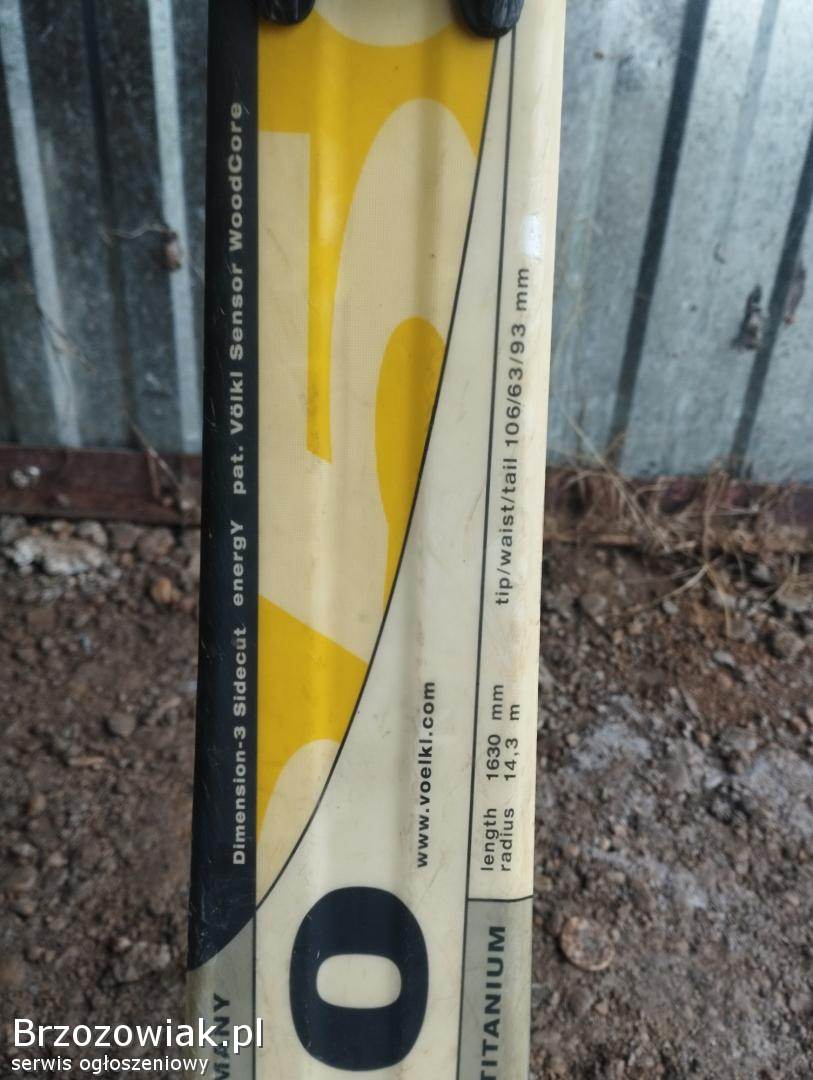 Dimension-3 Sidecut energY pat. Völkl Sensor WoodCore
tip/waist/tail 106/63/93 mm
length 1630 mm
radius 14,3 m
www.voelkl.com
TITANIUM
MANY
0
Brzozowiak.pl
serwis ogłoszeniowy